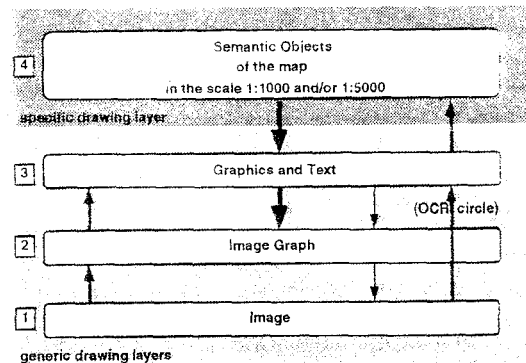 Semantic Objects
of the map
4
in the scale 1:1000 and/or 1:5000
specific drawing layer
3
Graphics and Text
(OCR circle)
2
Image Graph
1
Image
generic drawing layers